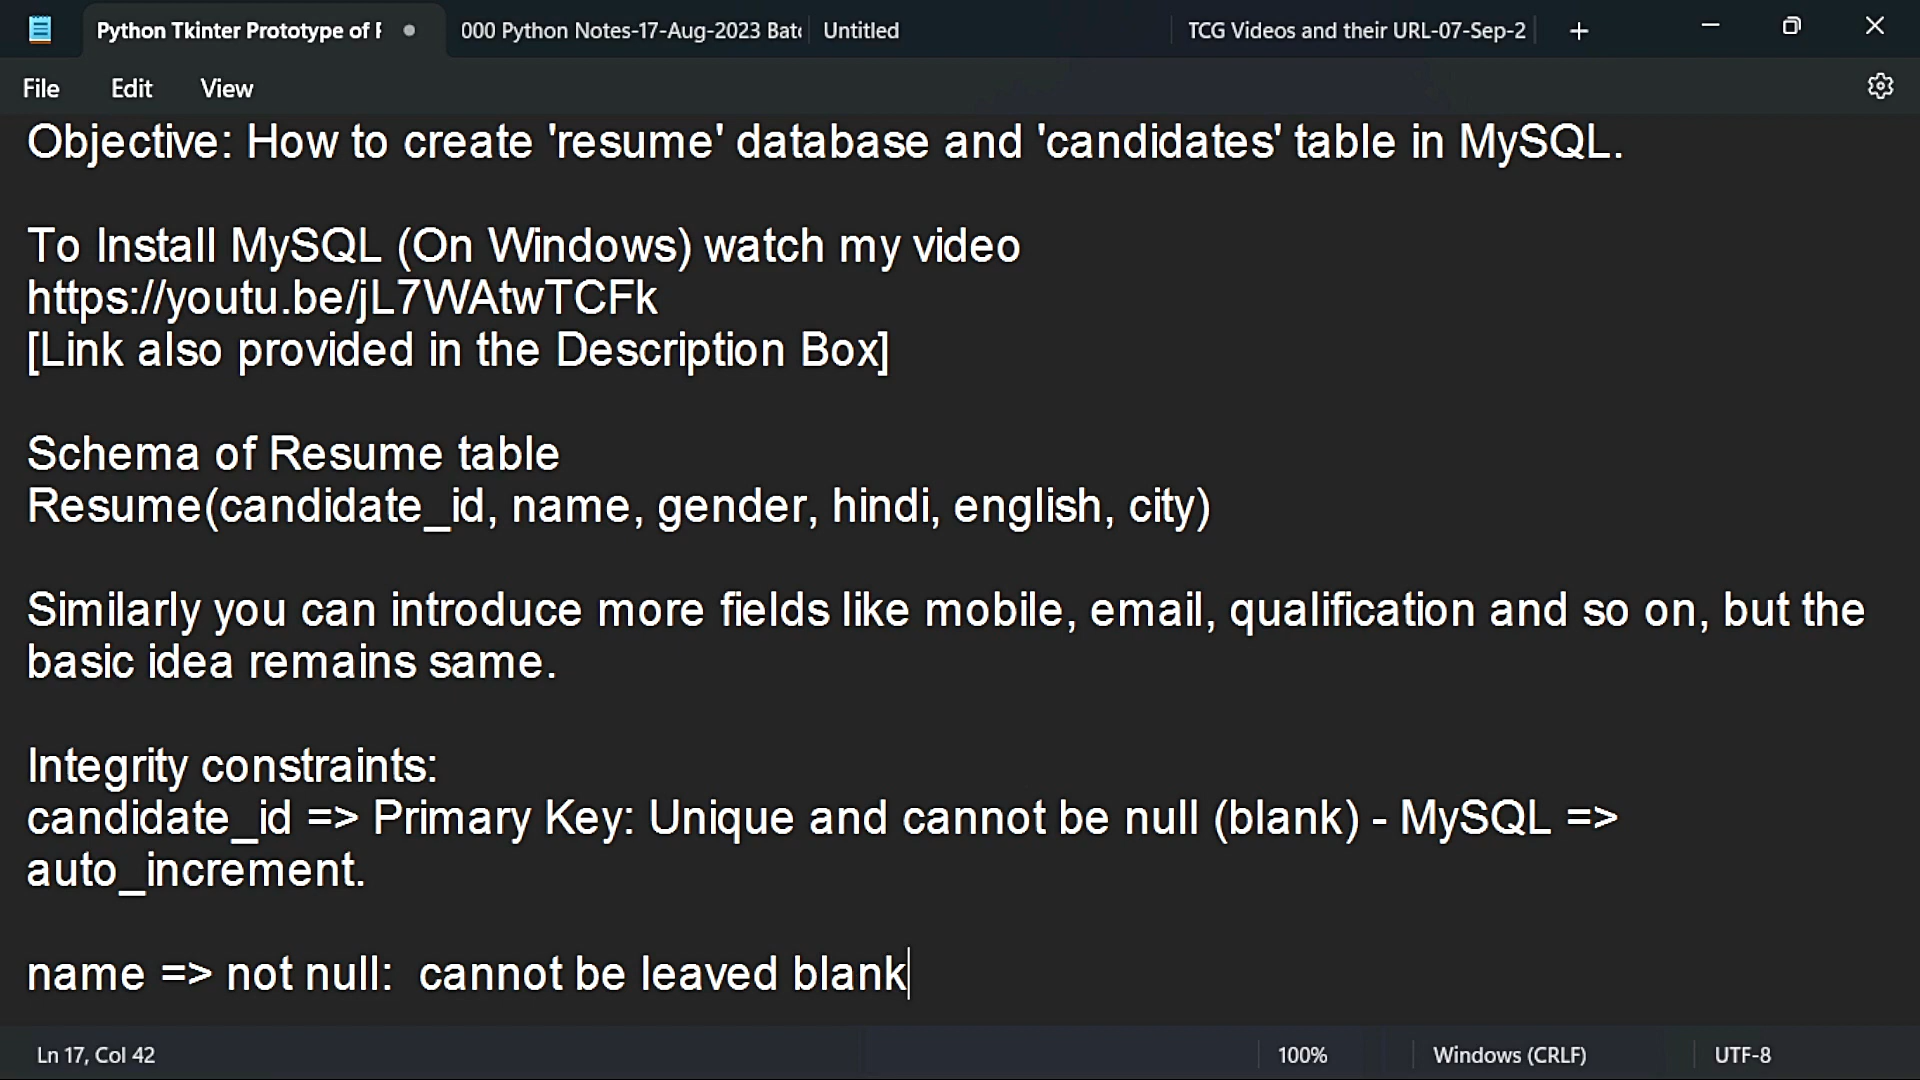 Python Tkinter Prototype of
000 Python Notes-17-Aug-2023
Untitled
TCG Videos and their URL-07-Sep-2
File Edit View
Objective: How to create 'resume' database and 'candidates' table in MySQL.
To Install MySQL (On Windows) watch my video
https://youtu.be/jL7WAtwTCFk
[Link also provided in the Description Box]
Schema of Resume table
Resume(candidate_id, name, gender, hindi, english, city)
Similarly you can introduce more fields like mobile, email, qualification and so on, but the
basic idea remains same.
Integrity constraints:
candidate_id => Primary Key: Unique and cannot be null (blank) - MySQL =>
auto_increment.
name => not null:  cannot be leaved blank
Ln 17, Col 42
100%
Windows (CRLF)
UTF-8